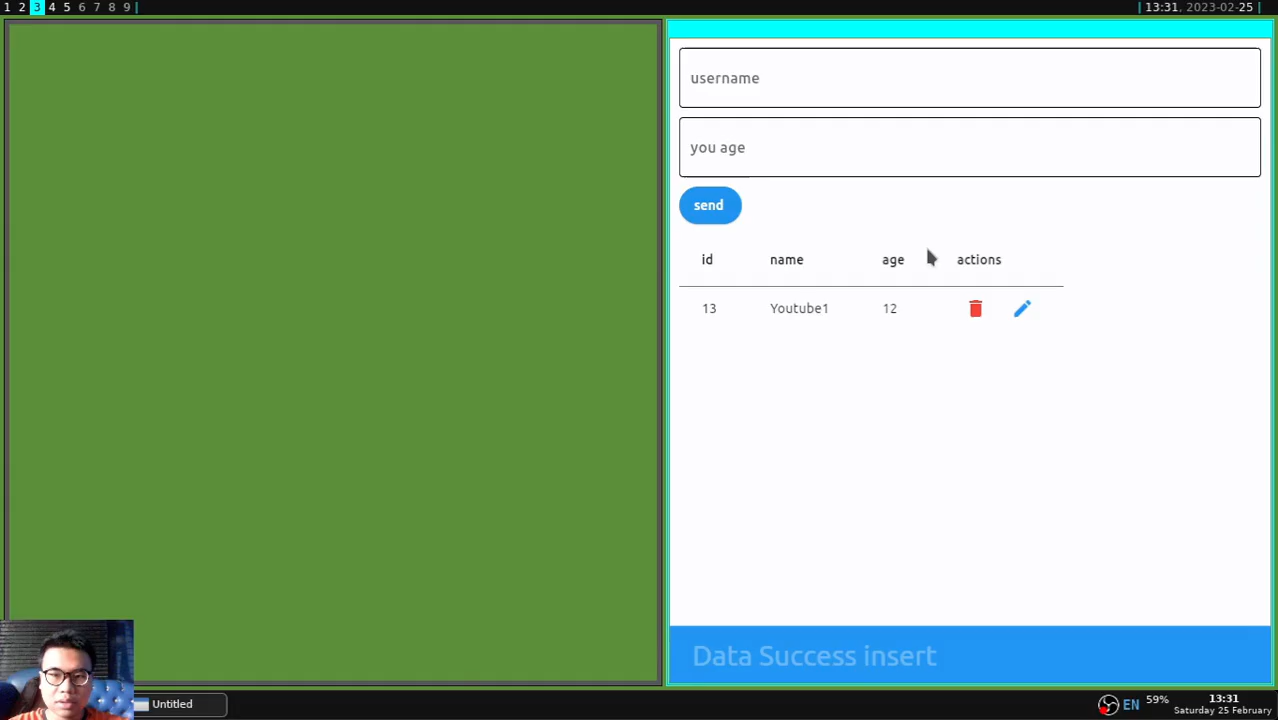 1 2 3 4 5 6 7 8 9
13:31, 2023-02-25
username
you age
send
id name age actions
13 Youtube1 12
Data Success insert
Untitled
EN 59% 13:31
Saturday 25 February